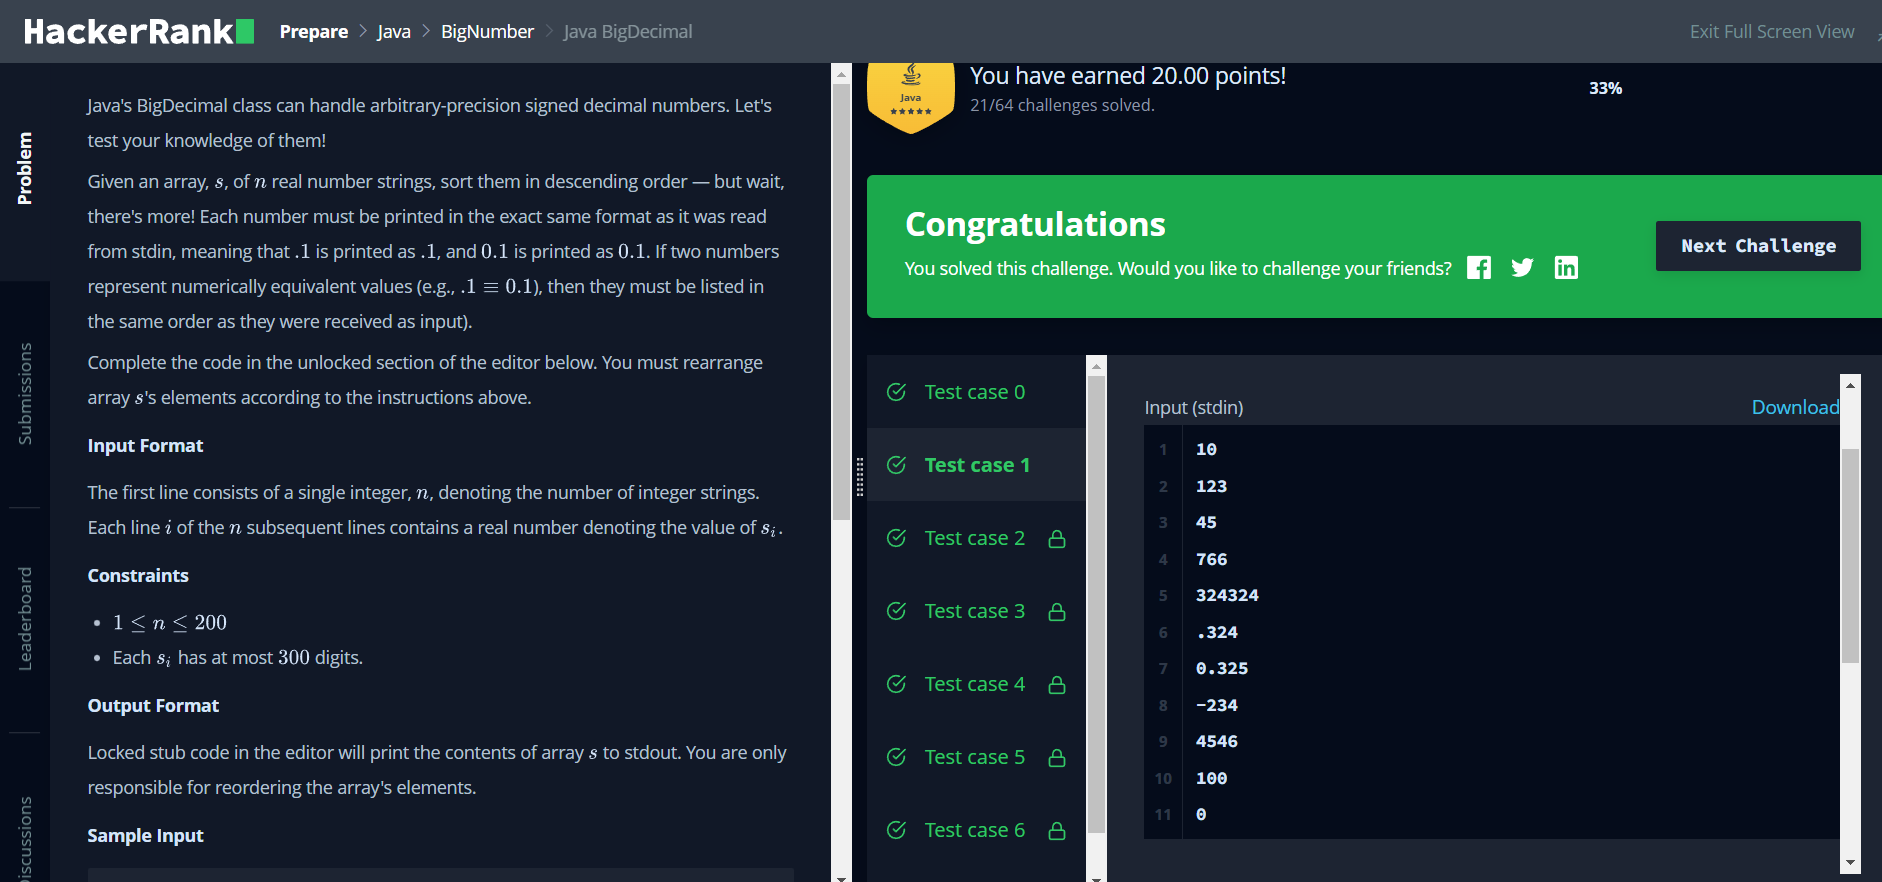 HackerRank
Prepare > Java > BigNumber > Java BigDecimal
Exit Full Screen View
Problem
Submissions
Leaderboard
Java's BigDecimal class can handle arbitrary-precision signed decimal numbers. Let's
test your knowledge of them!
Given an array, s, of n real number strings, sort them in descending order — but wait,
there's more! Each number must be printed in the exact same format as it was read
from stdin, meaning that .1 is printed as .1, and 0.1 is printed as 0.1. If two numbers
represent numerically equivalent values (e.g., .1 ≡ 0.1), then they must be listed in
the same order as they were received as input).
Complete the code in the unlocked section of the editor below. You must rearrange
array s's elements according to the instructions above.
Input Format
The first line consists of a single integer, n, denoting the number of integer strings.
Each line i of the n subsequent lines contains a real number denoting the value of sᵢ.
Constraints
• 1 ≤ n ≤ 200
• Each sᵢ has at most 300 digits.
Output Format
Locked stub code in the editor will print the contents of array s to stdout. You are only
responsible for reordering the array's elements.
Sample Input
Java
You have earned 20.00 points!
21/64 challenges solved.
33%
Congratulations
You solved this challenge. Would you like to challenge your friends?
Next Challenge
Test case 0
Test case 1
Test case 2
Test case 3
Test case 4
Test case 5
Test case 6
Input (stdin)
Download
1 10
2 123
3 45
4 766
5 324324
6 .324
7 0.325
8 -234
9 4546
10 100
11 0